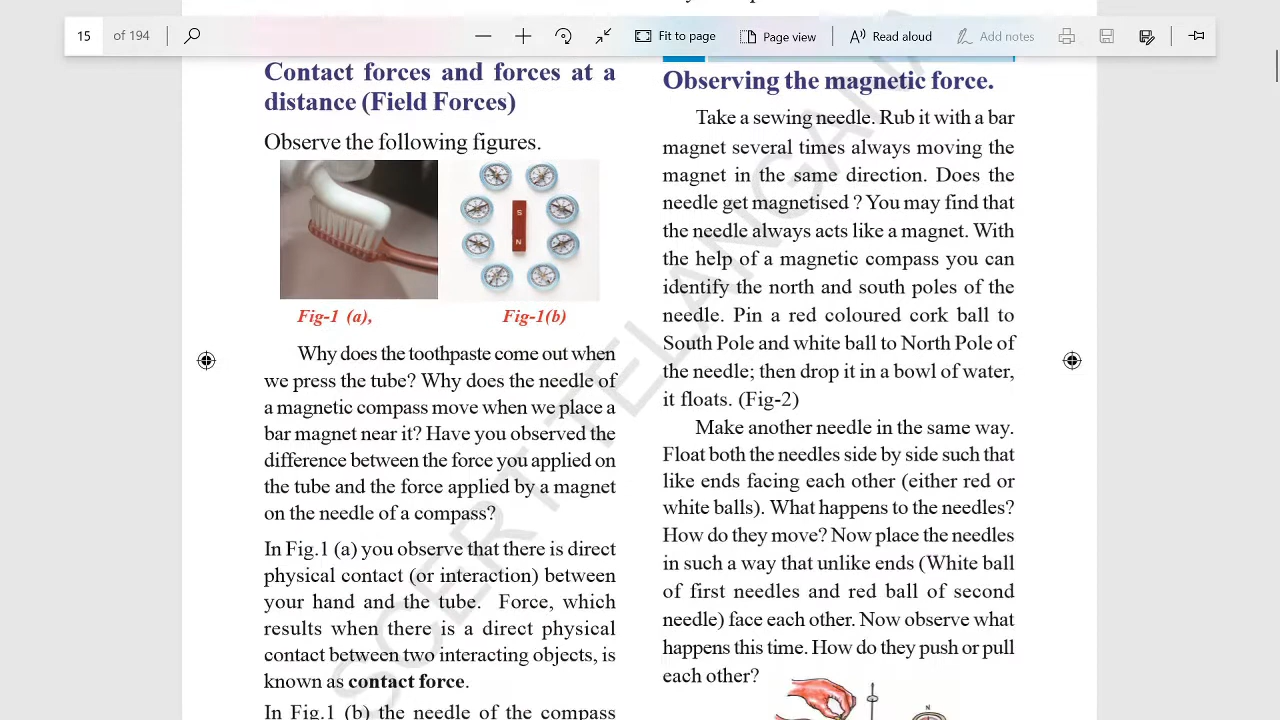 15 of 194 Fit to page Page view Read aloud Add notes
Contact forces and forces at a
distance (Field Forces)
Observe the following figures.
S
N
Fig-1 (a), Fig-1(b)
Why does the toothpaste come out when
we press the tube? Why does the needle of
a magnetic compass move when we place a
bar magnet near it? Have you observed the
difference between the force you applied on
the tube and the force applied by a magnet
on the needle of a compass?
In Fig.1 (a) you observe that there is direct
physical contact (or interaction) between
your hand and the tube. Force, which
results when there is a direct physical
contact between two interacting objects, is
known as contact force.
In Fig.1 (b) the needle of the compass
Observing the magnetic force.
Take a sewing needle. Rub it with a bar
magnet several times always moving the
magnet in the same direction. Does the
needle get magnetised ? You may find that
the needle always acts like a magnet. With
the help of a magnetic compass you can
identify the north and south poles of the
needle. Pin a red coloured cork ball to
South Pole and white ball to North Pole of
the needle; then drop it in a bowl of water,
it floats. (Fig-2)
Make another needle in the same way.
Float both the needles side by side such that
like ends facing each other (either red or
white balls). What happens to the needles?
How do they move? Now place the needles
in such a way that unlike ends (White ball
of first needles and red ball of second
needle) face each other. Now observe what
happens this time. How do they push or pull
each other?
N
SCERT TELANGANA